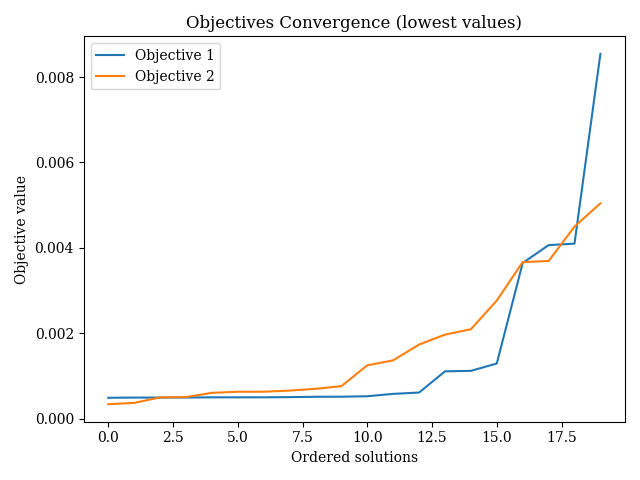 Objectives Convergence (lowest values)
Objective 1
Objective 2
0.008
0.006
0.004
0.002
0.000
Objective value
0.0 2.5 5.0 7.5 10.0 12.5 15.0 17.5
Ordered solutions